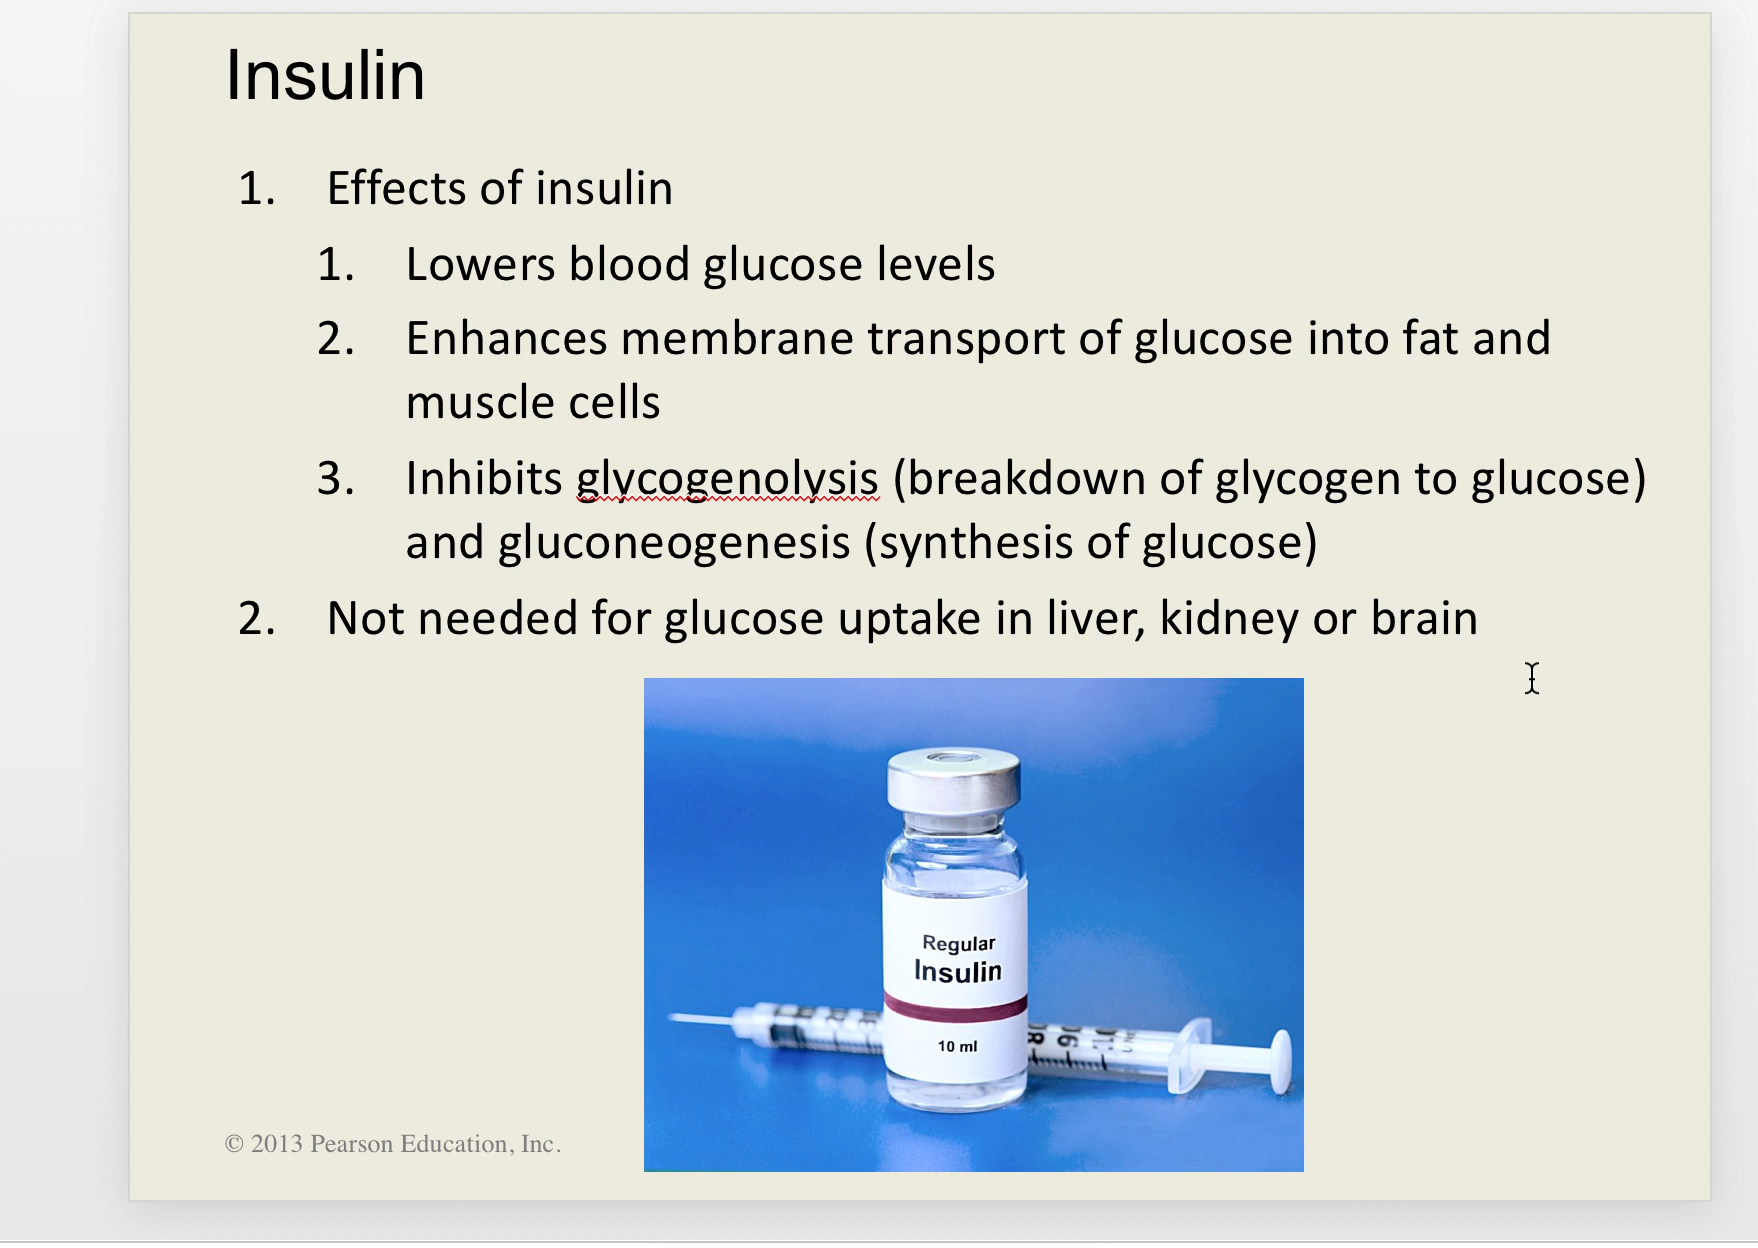 Insulin
1. Effects of insulin
1. Lowers blood glucose levels
2. Enhances membrane transport of glucose into fat and
muscle cells
3. Inhibits glycogenolysis (breakdown of glycogen to glucose)
and gluconeogenesis (synthesis of glucose)
2. Not needed for glucose uptake in liver, kidney or brain
Regular
Insulin
10 ml
© 2013 Pearson Education, Inc.